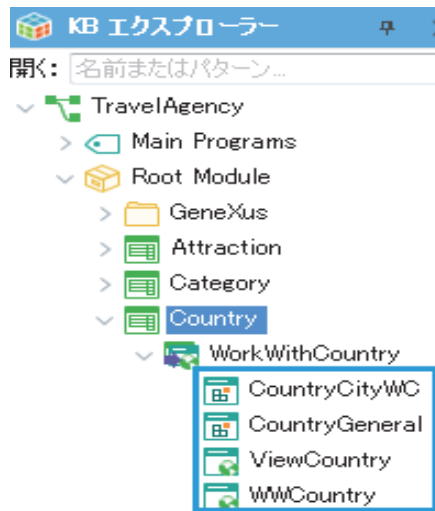 KB エクスプローラー
開く: 名前またはパターン...
TravelAgency
Main Programs
Root Module
GeneXus
Attraction
Category
Country
WorkWithCountry
CountryCityWC
CountryGeneral
ViewCountry
WWCountry